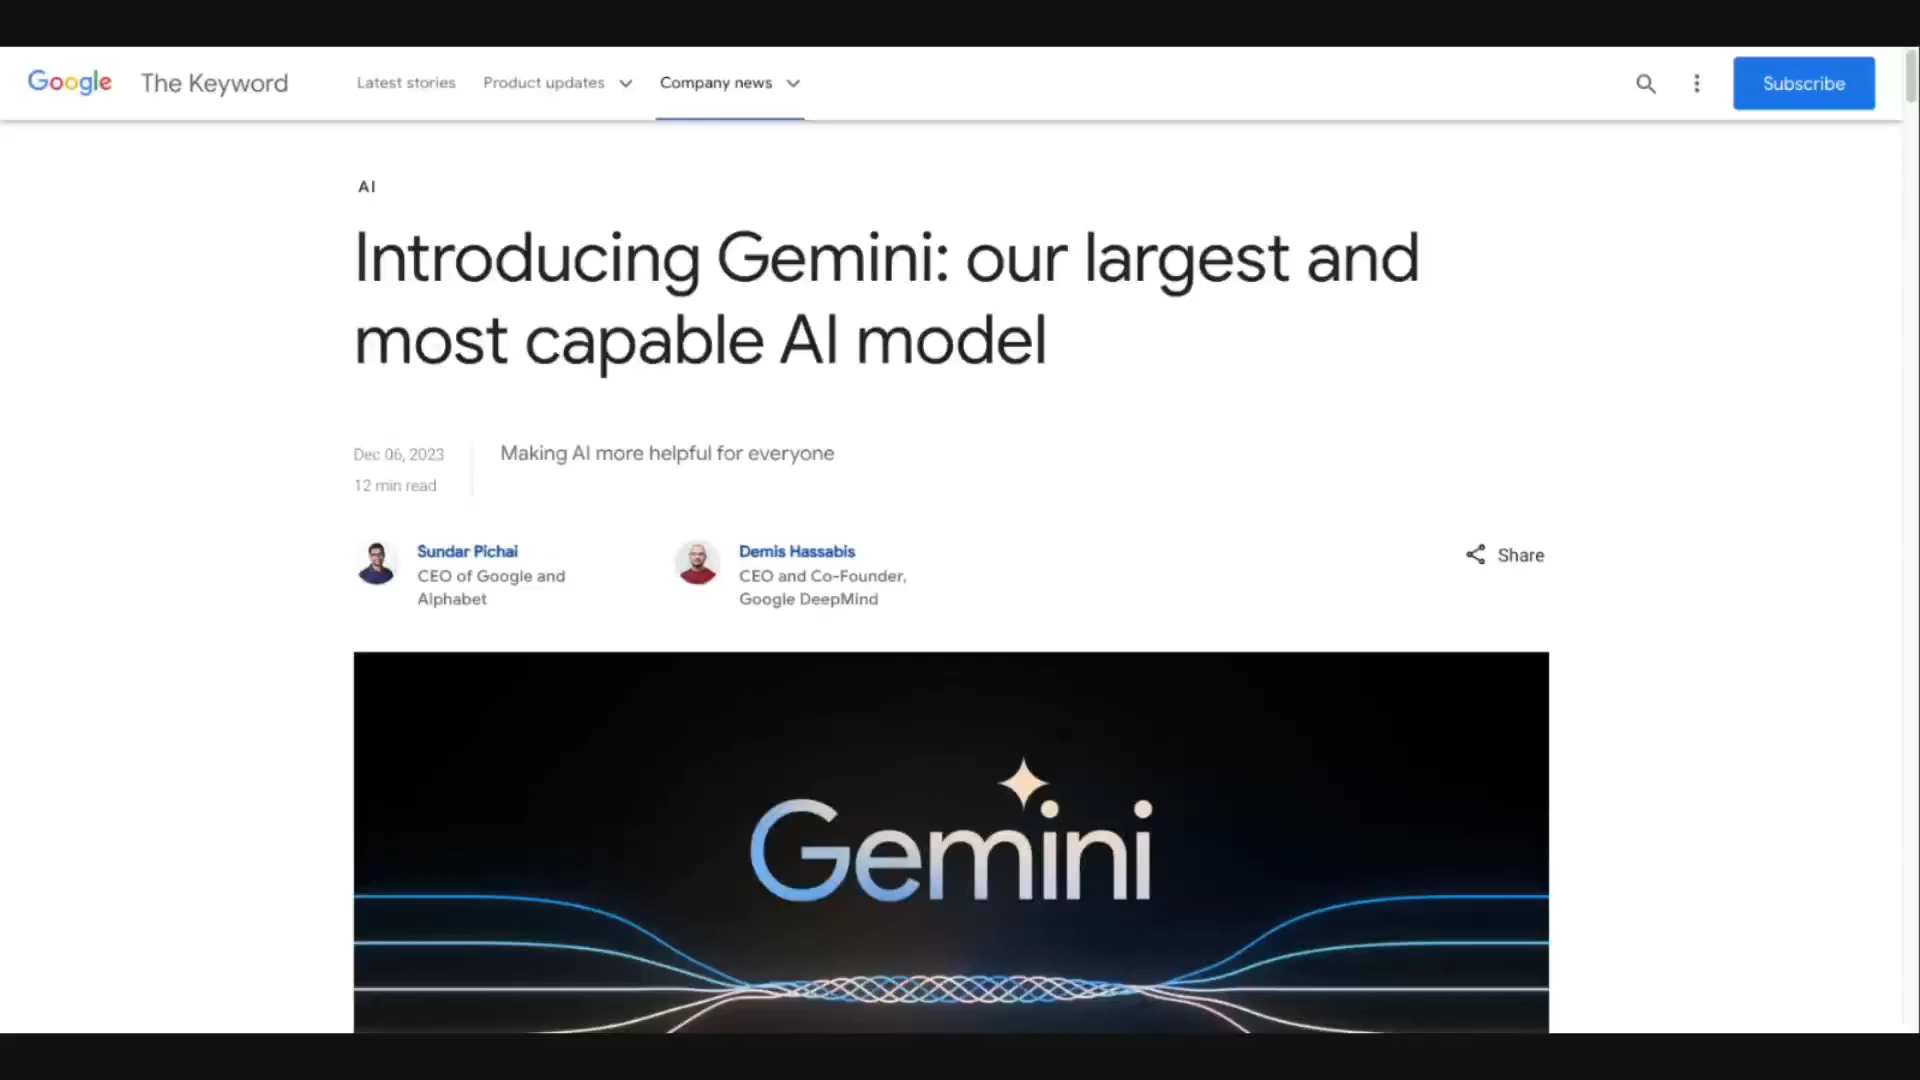 Google The Keyword Latest stories Product updates Company news Subscribe
AI
Introducing Gemini: our largest and
most capable AI model
Dec 06, 2023 Making AI more helpful for everyone
12 min read
Sundar Pichai
CEO of Google and
Alphabet
Demis Hassabis
CEO and Co-Founder,
Google DeepMind
Share
Gemini